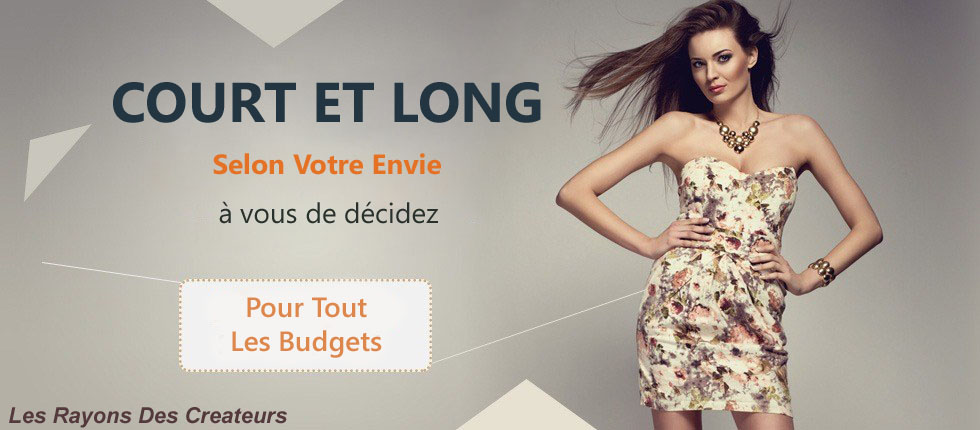 COURT ET LONG
Selon Votre Envie
à vous de décidez
Pour Tout
Les Budgets
Les Rayons Des Createurs